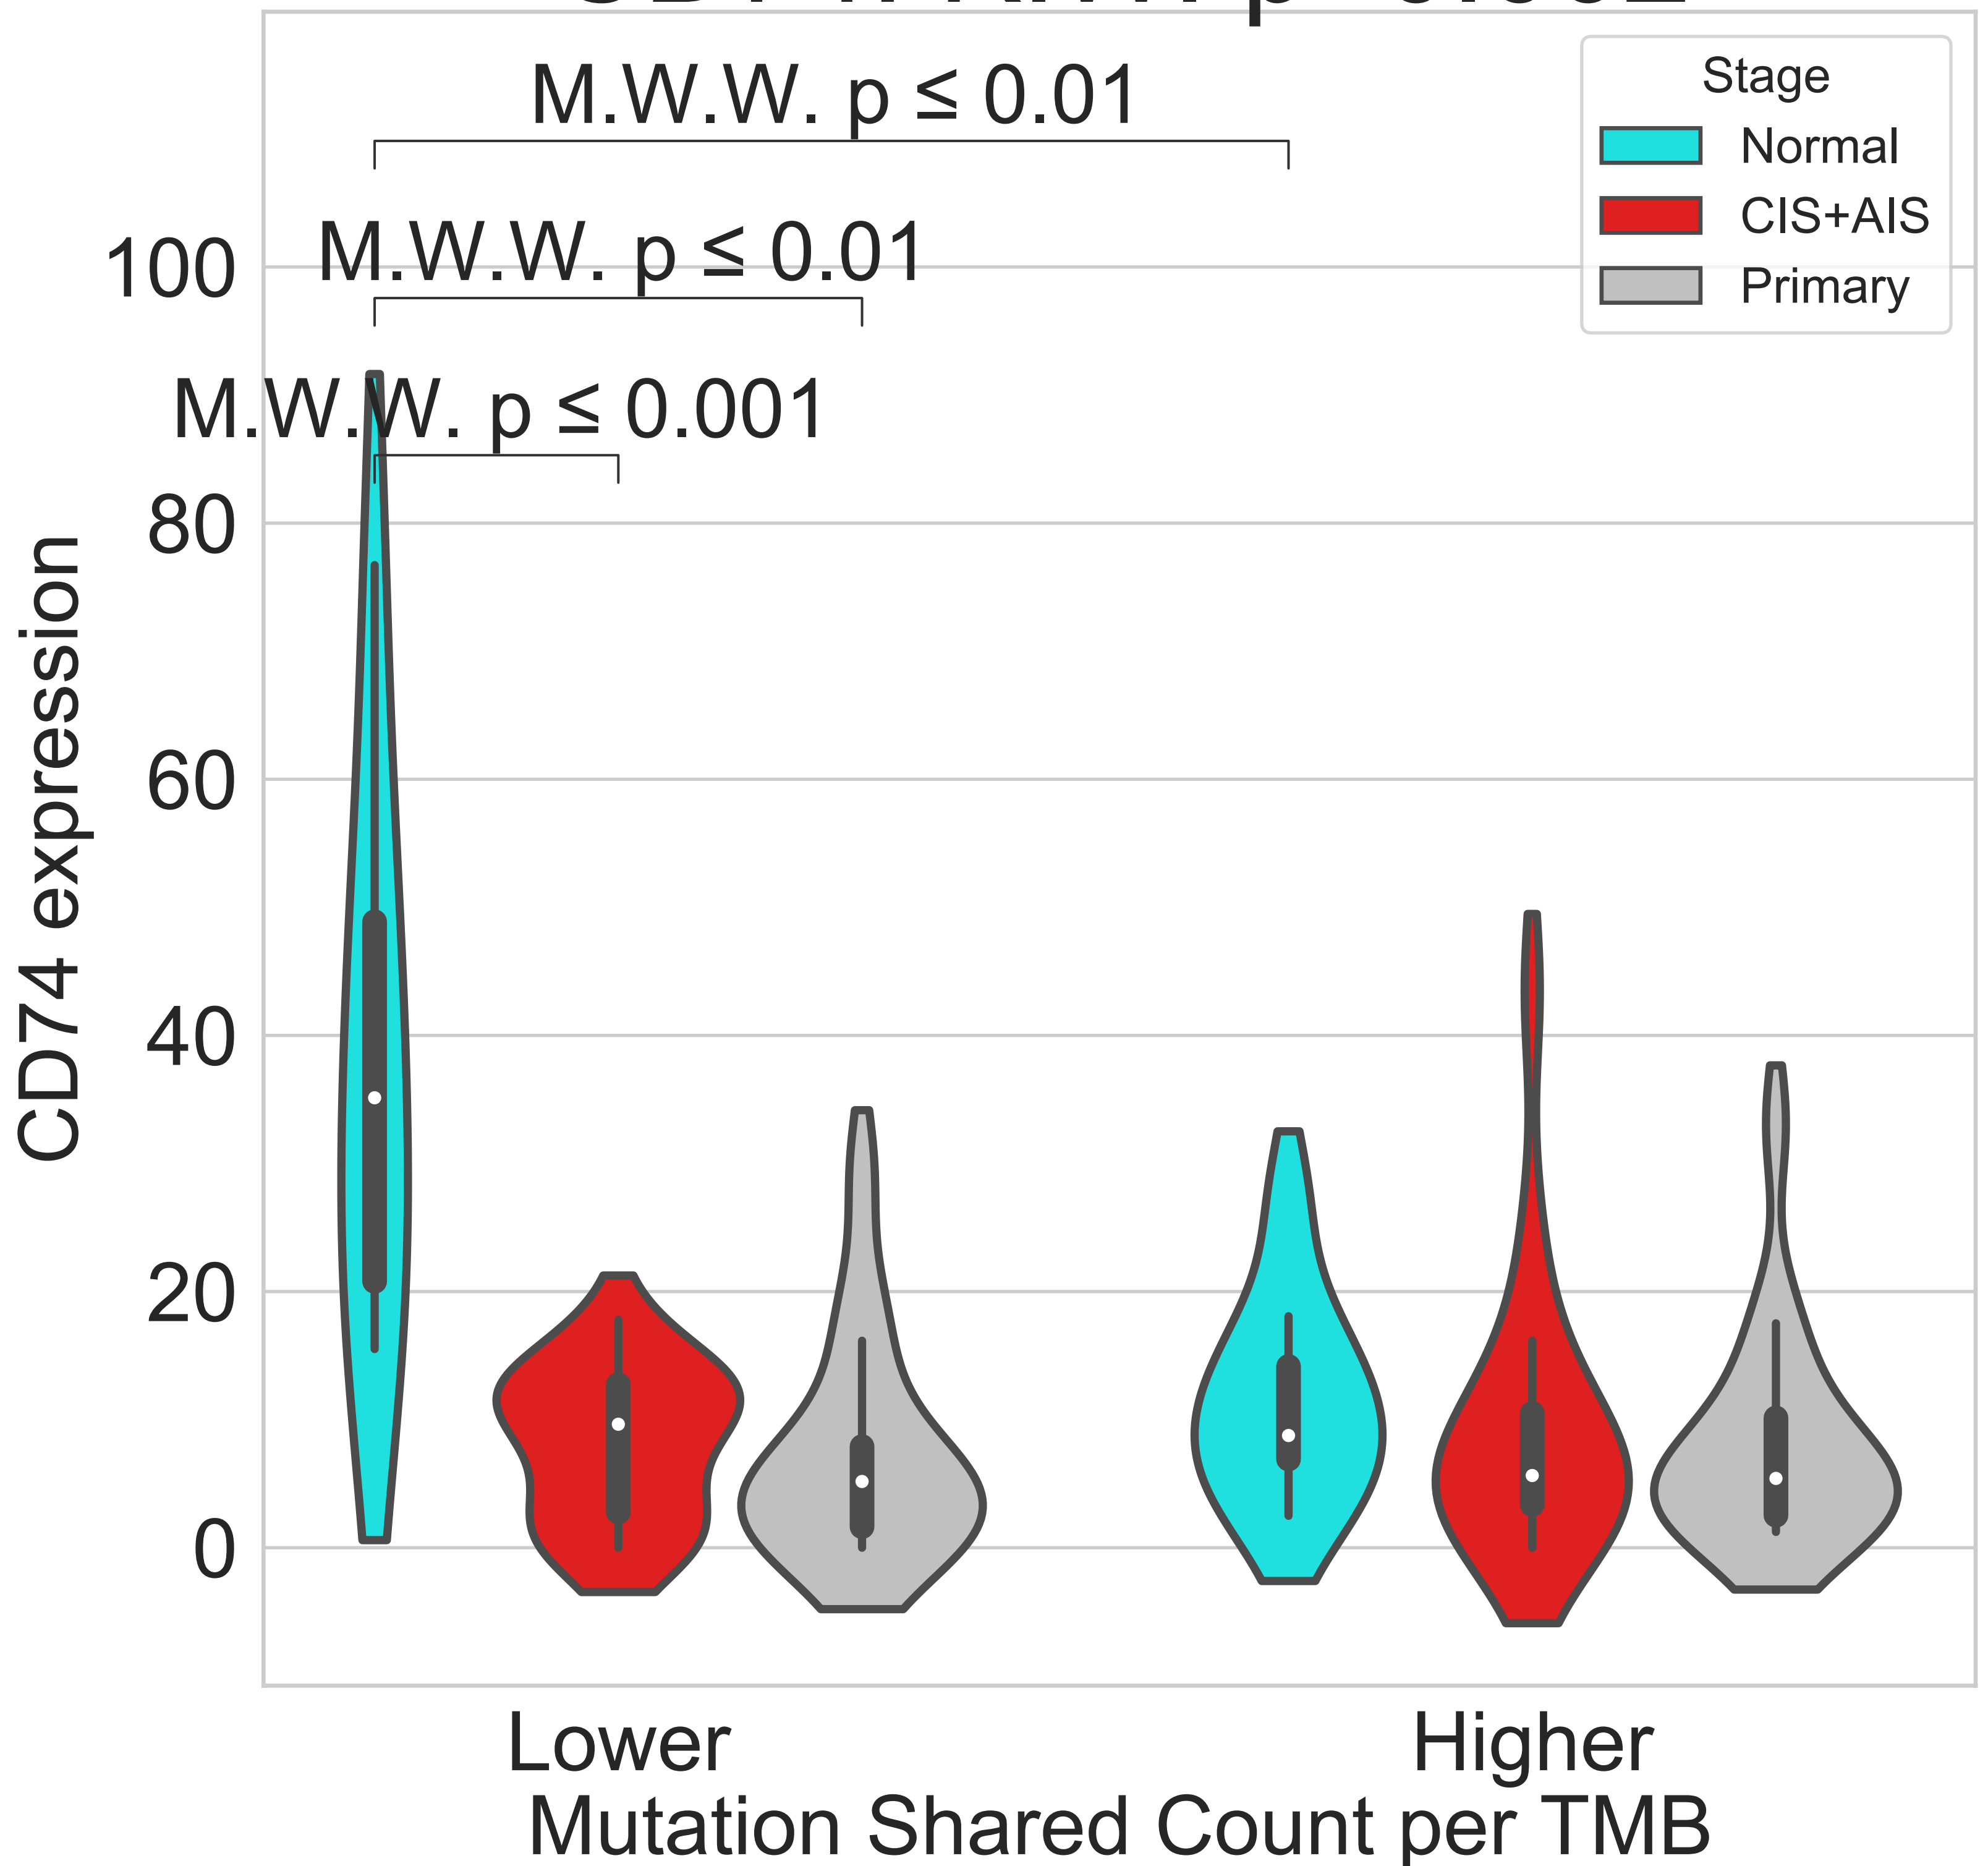 M.W.W. p ≤ 0.01
M.W.W. p ≤ 0.01
M.W.W. p ≤ 0.001
Stage
Normal
CIS+AIS
Primary
100
80
60
40
20
0
CD74 expression
Lower
Higher
Mutation Shared Count per TMB